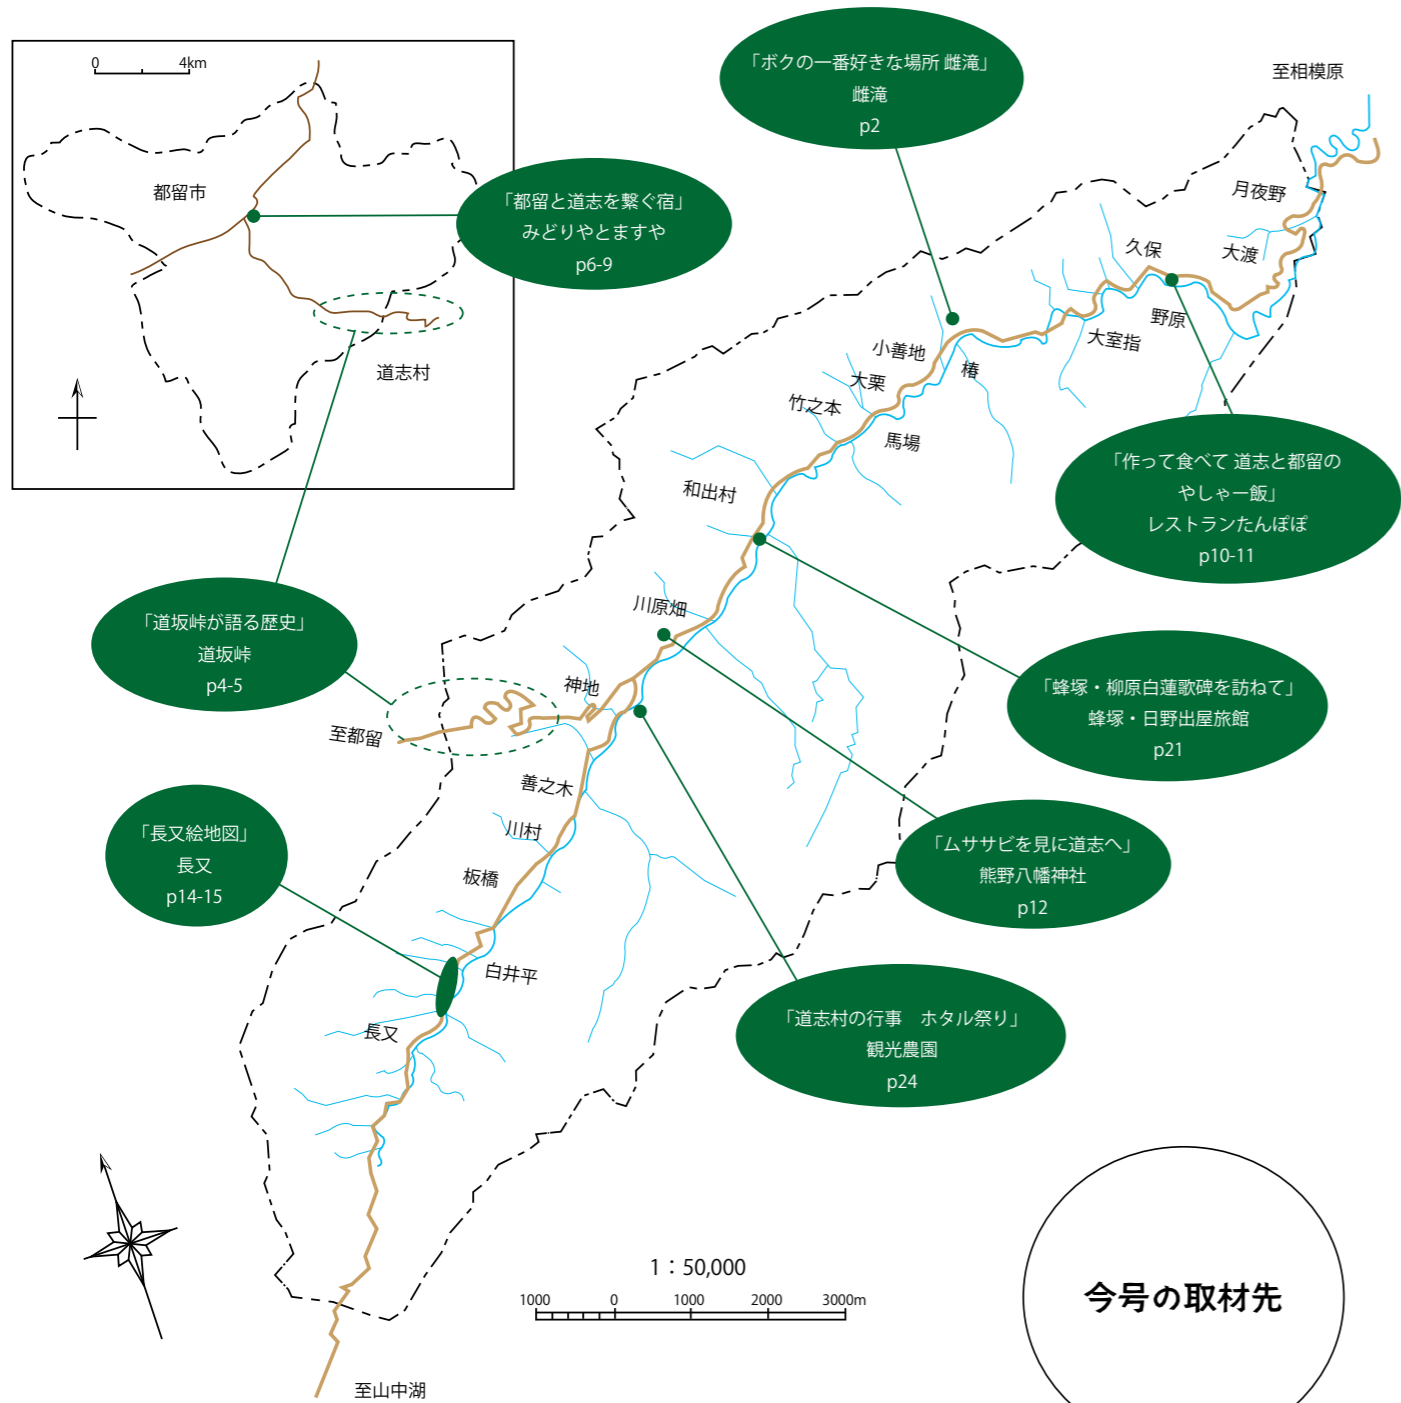 0 4km
都留市
道志村
「都留と道志を繋ぐ宿」
みどりやとますや
p6-9
「ボクの一番好きな場所 雌滝」
雌滝
p2
至相模原
月夜野
大渡
久保
野原
大室指
椿
小善地
大栗
竹之本
馬場
和出村
「作って食べて 道志と都留の
やしゃー飯」
レストランたんぽぽ
p10-11
「道坂峠が語る歴史」
道坂峠
p4-5
川原畑
神地
至都留
「蜂塚・柳原白蓮歌碑を訪ねて」
蜂塚・日野出屋旅館
p21
善之木
川村
板橋
「長又絵地図」
長又
p14-15
「ムササビを見に道志へ」
熊野八幡神社
p12
白井平
長又
「道志村の行事　ホタル祭り」
観光農園
p24
1：50,000
1000 0 1000 2000 3000m
今号の取材先
至山中湖